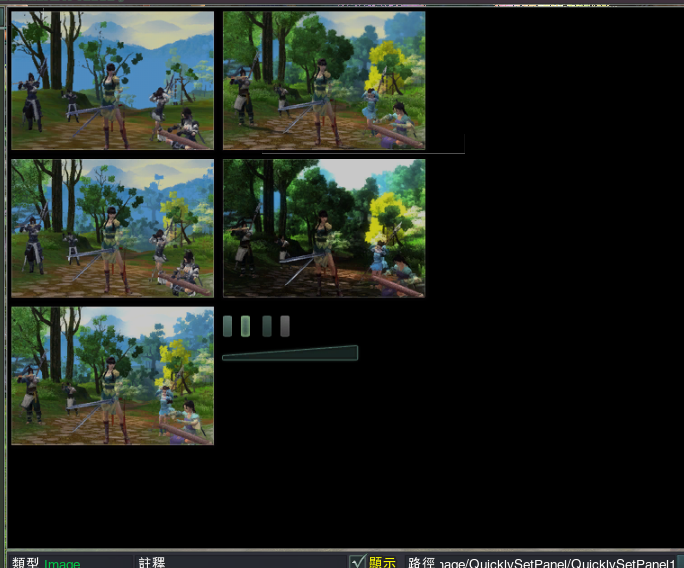 類型 Image 註釋 顯示 路徑 age/QuicklySetPanel/QuicklySetPanel1